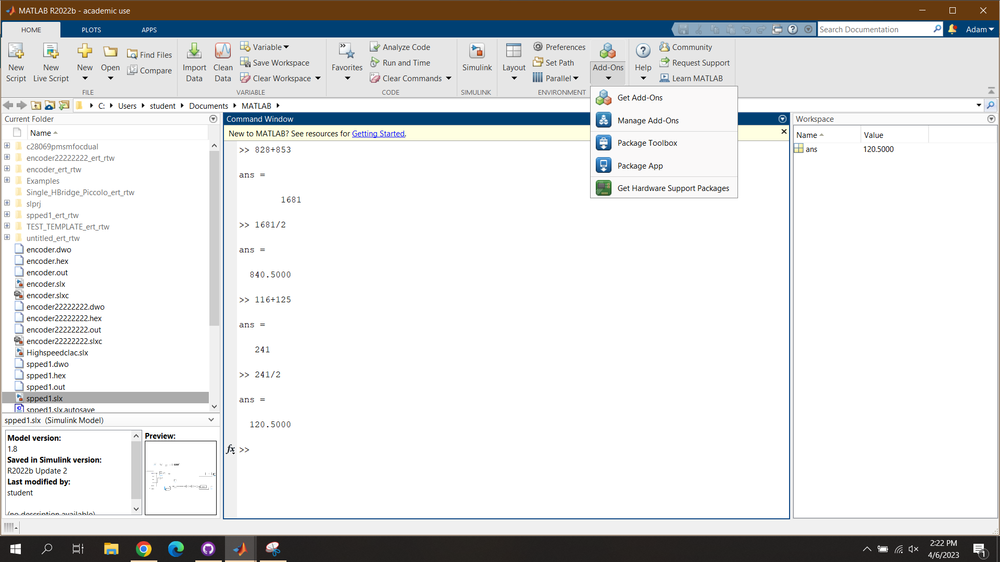 MATLAB R2022b - academic use
HOME PLOTS APPS
Search Documentation
Adam
New Script
New Live Script
New
Open
Find Files
Compare
FILE
Import Data
Clean Data
Variable
Save Workspace
Clear Workspace
VARIABLE
Favorites
Analyze Code
Run and Time
Clear Commands
CODE
Simulink
SIMULINK
Layout
Preferences
Set Path
Parallel
ENVIRONMENT
Add-Ons
Help
Community
Request Support
Learn MATLAB
Get Add-Ons
Manage Add-Ons
Package Toolbox
Package App
Get Hardware Support Packages
C: Users student Documents MATLAB
Current Folder
Name
c28069pmsmfocdual
encoder22222222_ert_rtw
encoder_ert_rtw
Examples
Single_HBridge_Piccolo_ert_rtw
slprj
spped1_ert_rtw
TEST_TEMPLATE_ert_rtw
untitled_ert_rtw
encoder.dwo
encoder.hex
encoder.out
encoder.slx
encoder.slxc
encoder22222222.dwo
encoder22222222.hex
encoder22222222.out
encoder22222222.slxc
Highspeedclac.slx
spped1.dwo
spped1.hex
spped1.out
spped1.slx
spped1.slx.autosave
spped1.slx (Simulink Model)
Model version:
1.8
Saved in Simulink version:
R2022b Update 2
Last modified by:
student
(no description available)
Preview:
Command Window
New to MATLAB? See resources for Getting Started.
>> 828+853
ans =
1681
>> 1681/2
ans =
840.5000
>> 116+125
ans =
241
>> 241/2
ans =
120.5000
fx >>
Workspace
Name Value
ans 120.5000
2:22 PM
4/6/2023
1